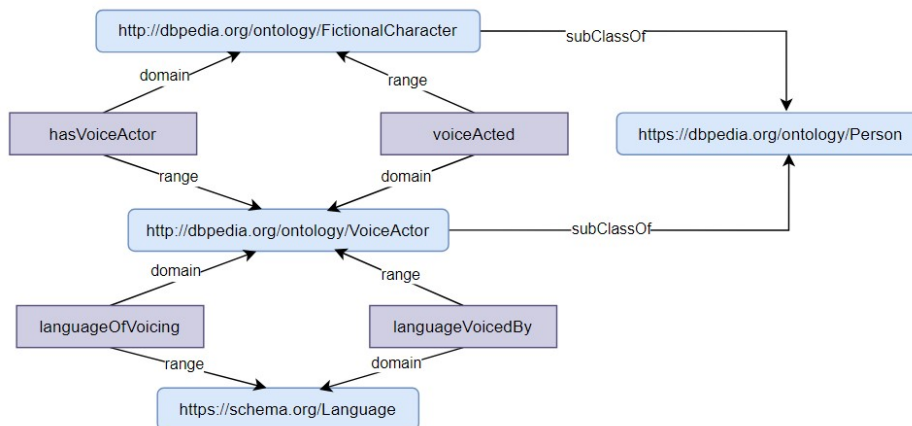 http://dbpedia.org/ontology/FictionalCharacter
subClassOf
domain
range
hasVoiceActor
voiceActed
https://dbpedia.org/ontology/Person
range
domain
http://dbpedia.org/ontology/VoiceActor
subClassOf
domain
range
languageOfVoicing
languageVoicedBy
range
domain
https://schema.org/Language